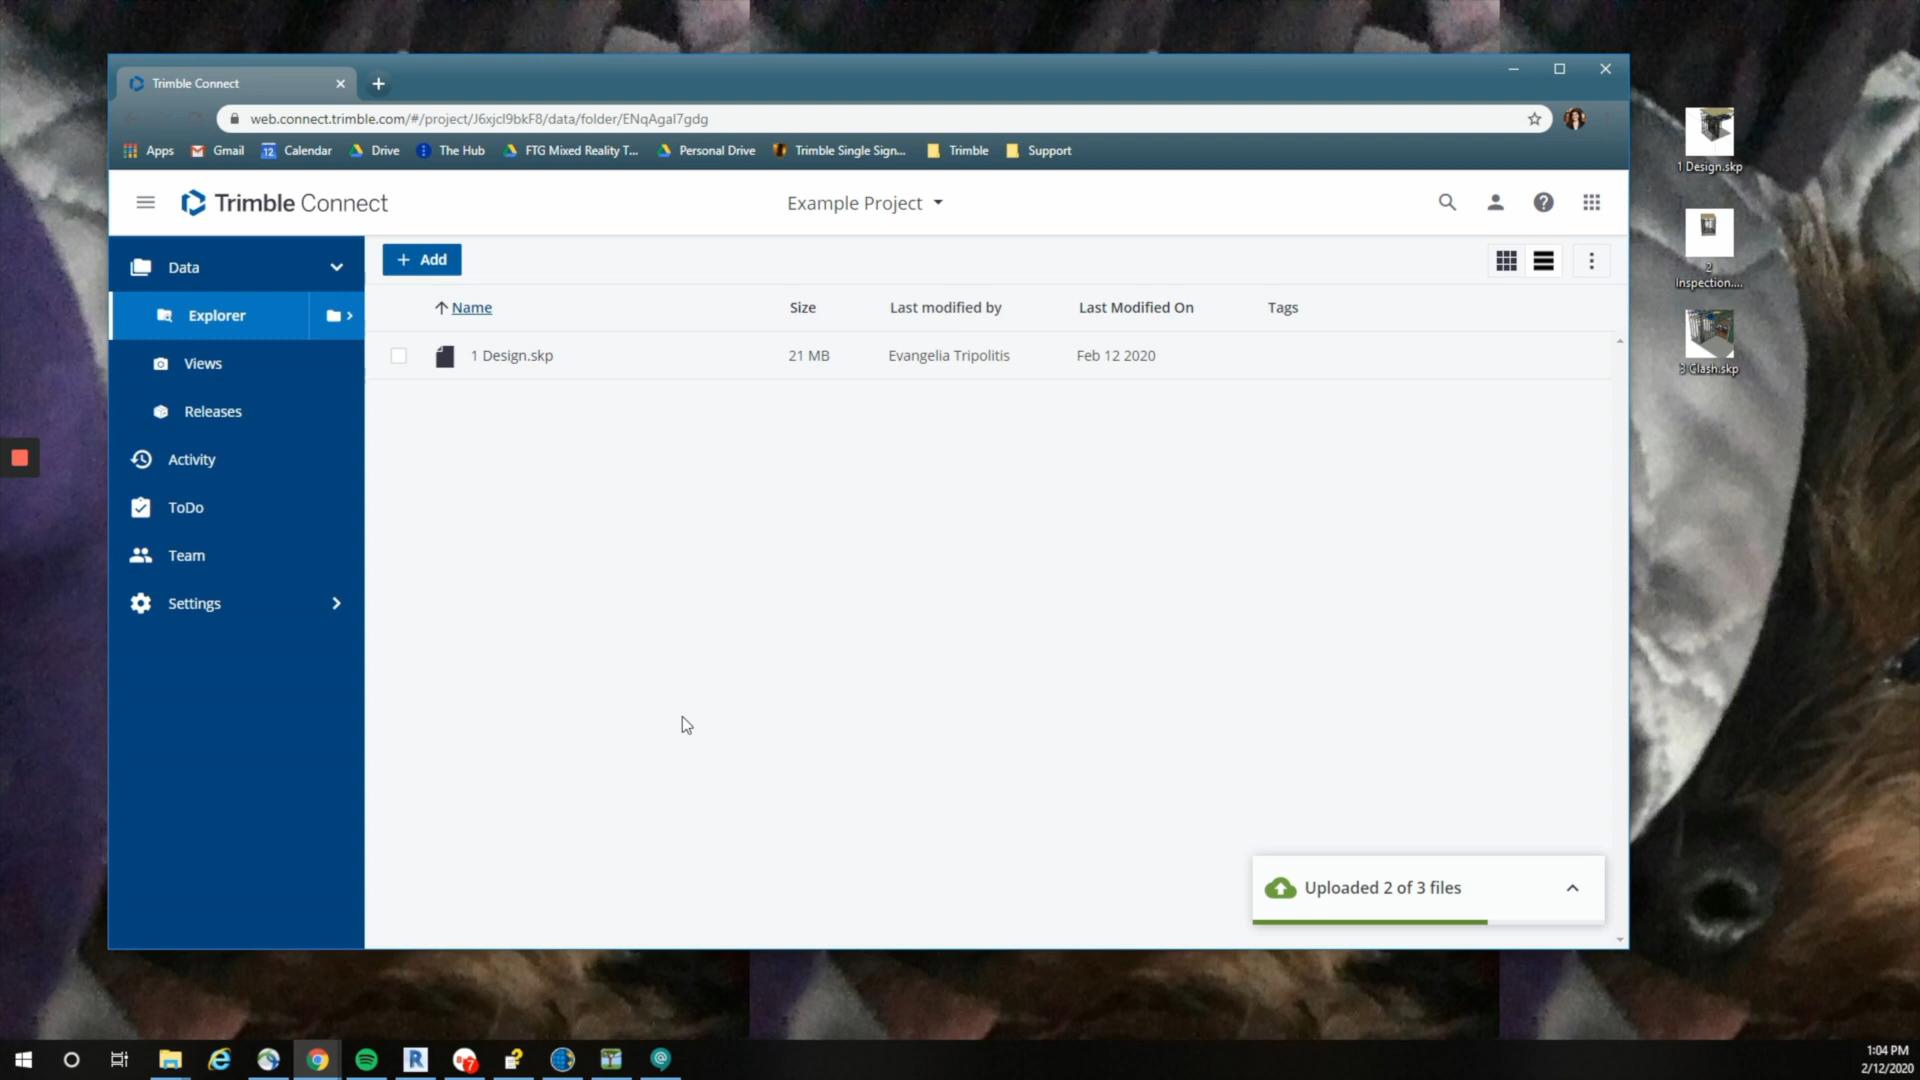 Trimble Connect
web.connect.trimble.com/#/project/J6xjcl9bkF8/data/folder/ENqAgal7gdg
Apps Gmail 12 Calendar Drive The Hub FTG Mixed Reality T... Personal Drive Trimble Single Sign... Trimble Support
Trimble Connect Example Project
Data
Explorer
Views
Releases
Activity
ToDo
Team
Settings
+ Add
Name Size Last modified by Last Modified On Tags
1 Design.skp 21 MB Evangelia Tripolitis Feb 12 2020
Uploaded 2 of 3 files
1 Design.skp
2
Inspection....
3 Clash.skp
7
1:04 PM
2/12/2020